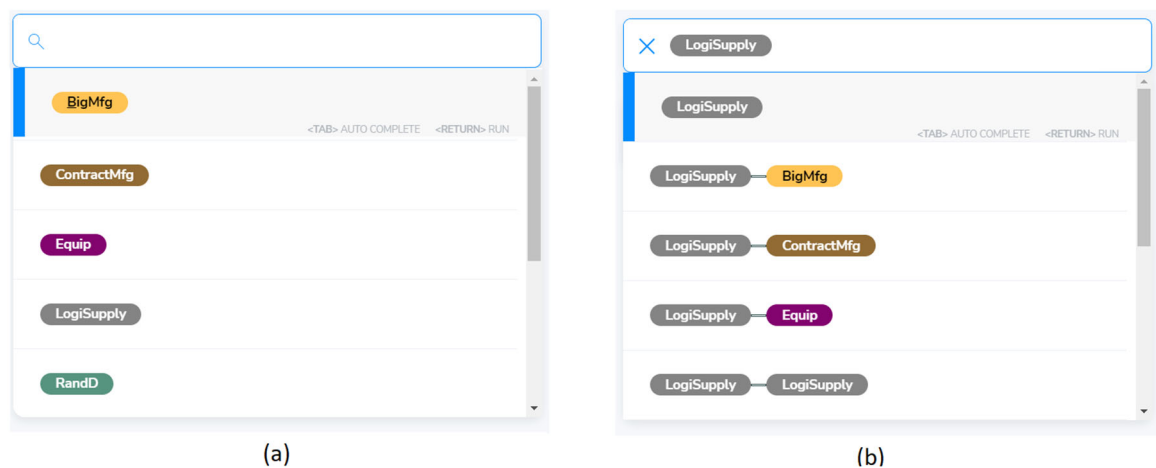 BigMfg
<TAB> AUTO COMPLETE <RETURN> RUN
ContractMfg
Equip
LogiSupply
RandD
(a)
LogiSupply
LogiSupply
<TAB> AUTO COMPLETE <RETURN> RUN
LogiSupply BigMfg
LogiSupply ContractMfg
LogiSupply Equip
LogiSupply LogiSupply
(b)